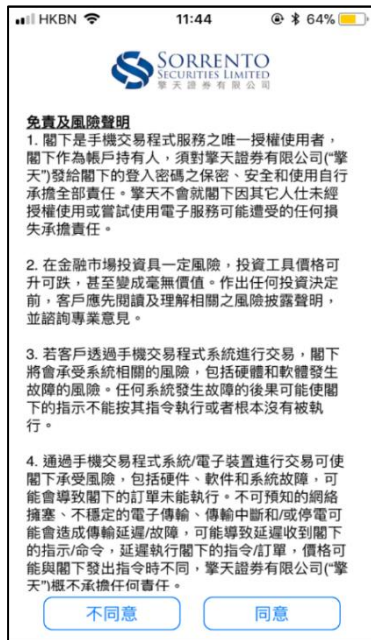 HKBN 11:44 64%
SORRENTO
SECURITIES LIMITED
擎天證券有限公司
免責及風險聲明
1. 閣下是手機交易程式服務之唯一授權使用者，
閣下作為帳戶持有人，須對擎天證券有限公司("擎
天")發給閣下的登入密碼之保密、安全和使用自行
承擔全部責任。擎天不會就閣下因其它人仕未經
授權使用或嘗試使用電子服務可能遭受的任何損
失承擔責任。
2. 在金融市場投資具一定風險，投資工具價格可
升可跌，甚至變成毫無價值。作出任何投資決定
前，客戶應先閱讀及理解相關之風險披露聲明，
並諮詢專業意見。
3. 若客戶透過手機交易程式系統進行交易，閣下
將會承受系統相關的風險，包括硬體和軟體發生
故障的風險。任何系統發生故障的後果可能使閣
下的指示不能按其指令執行或者根本沒有被執
行。
4. 通過手機交易程式系統/電子裝置進行交易可使
閣下承受風險，包括硬件、軟件和系統故障，可
能會導致閣下的訂單未能執行。不可預知的網絡
擁塞、不穩定的電子傳輸、傳輸中斷和/或停電可
能會造成傳輸延遲/故障，可能導致延遲收到閣下
的指示/命令，延遲執行閣下的指令/訂單，價格可
能與閣下發出指令時不同，擎天證券有限公司("擎
天")概不承擔任何責任。
不同意 同意